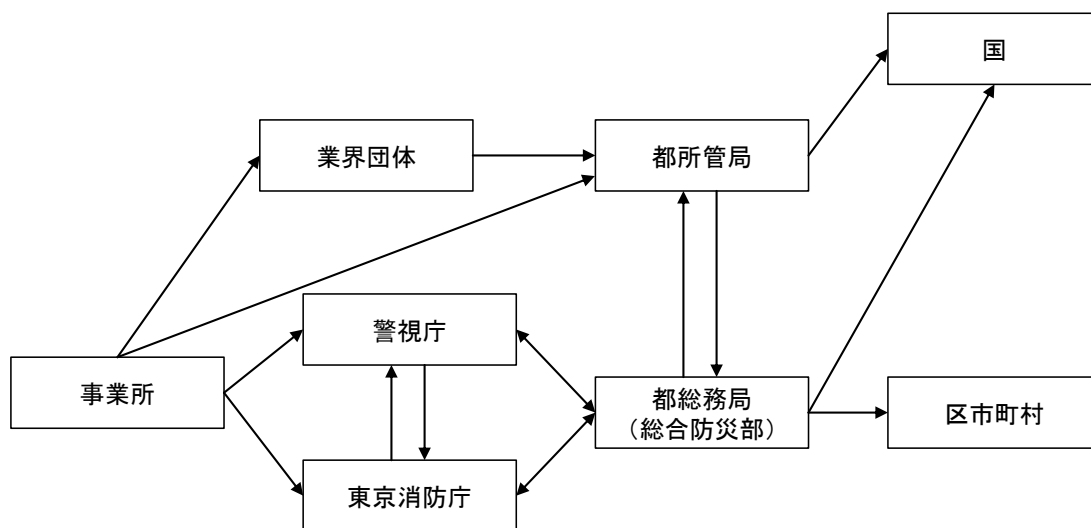 国
業界団体
都所管局
警視庁
事業所
都総務局
（総合防災部）
区市町村
東京消防庁